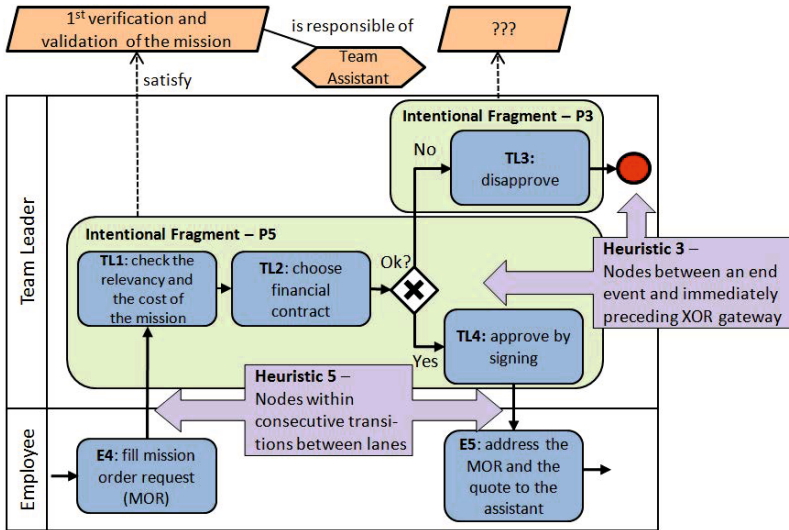 1st verification and
validation of the mission
is responsible of
Team
Assistant
???
satisfy
Team Leader
Intentional Fragment – P3
No
TL3:
disapprove
Intentional Fragment – P5
TL1: check the
relevancy and
the cost of
the mission
TL2: choose
financial
contract
Ok?
Yes
TL4: approve by
signing
Heuristic 3 –
Nodes between an end
event and immediately
preceding XOR gateway
Heuristic 5 –
Nodes within
consecutive transi-
tions between lanes
Employee
E4: fill mission
order request
(MOR)
E5: address the
MOR and the
quote to the
assistant